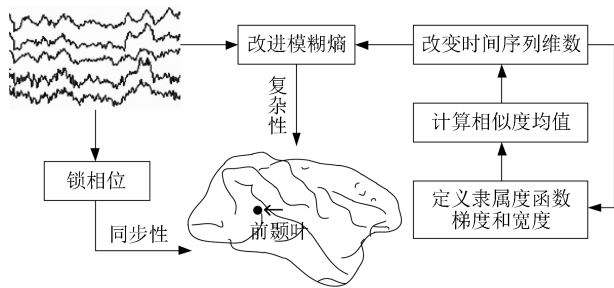 改进模糊熵
改变时间序列维数
复杂性
计算相似度均值
锁相位
定义隶属度函数
梯度和宽度
前颞叶
同步性